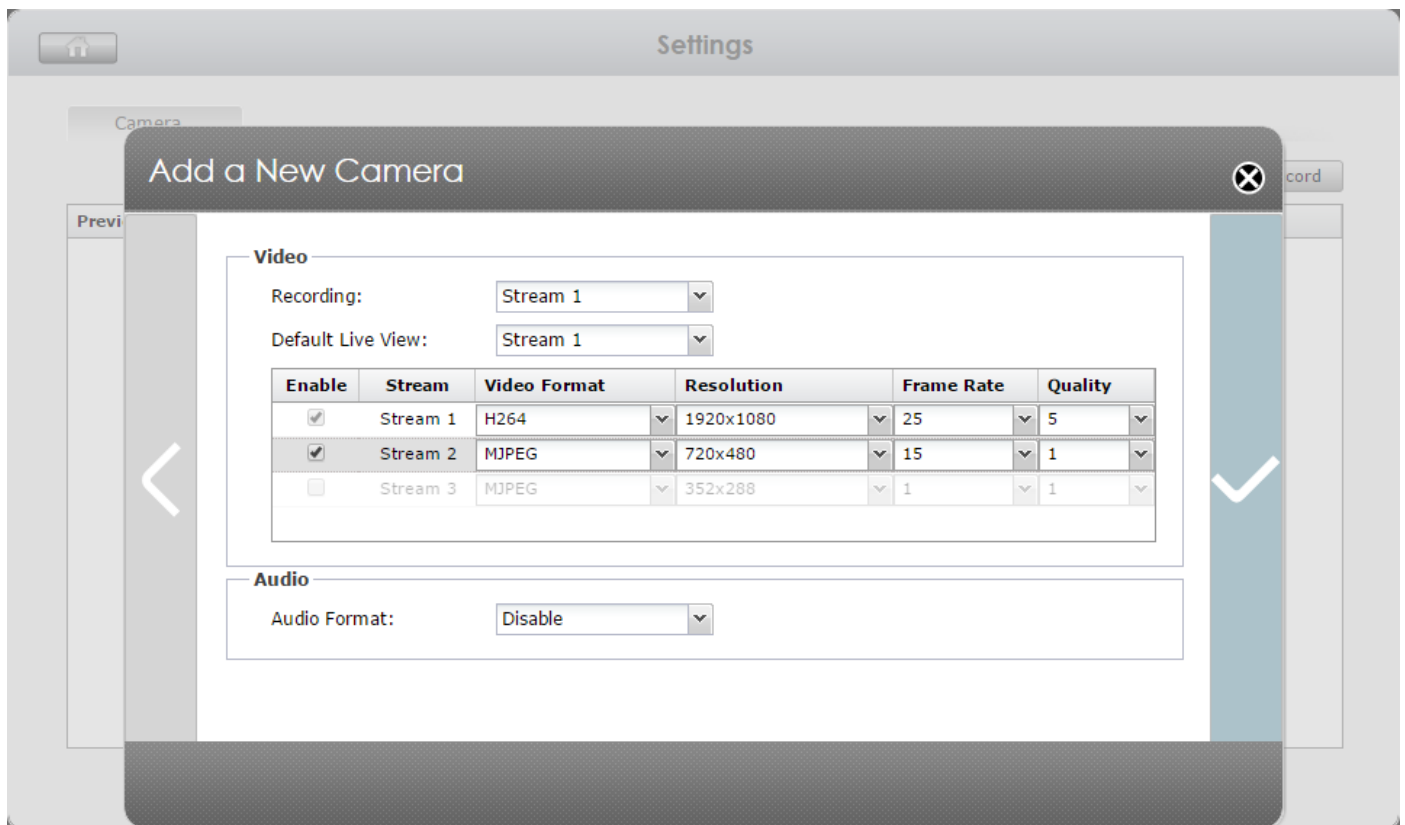 Settings
Camera
Add a New Camera
cord
Previ
Video
Recording: Stream 1
Default Live View: Stream 1
Enable Stream Video Format Resolution Frame Rate Quality
Stream 1 H264 1920x1080 25 5
Stream 2 MJPEG 720x480 15 1
Stream 3 MJPEG 352x288 1 1
Audio
Audio Format: Disable